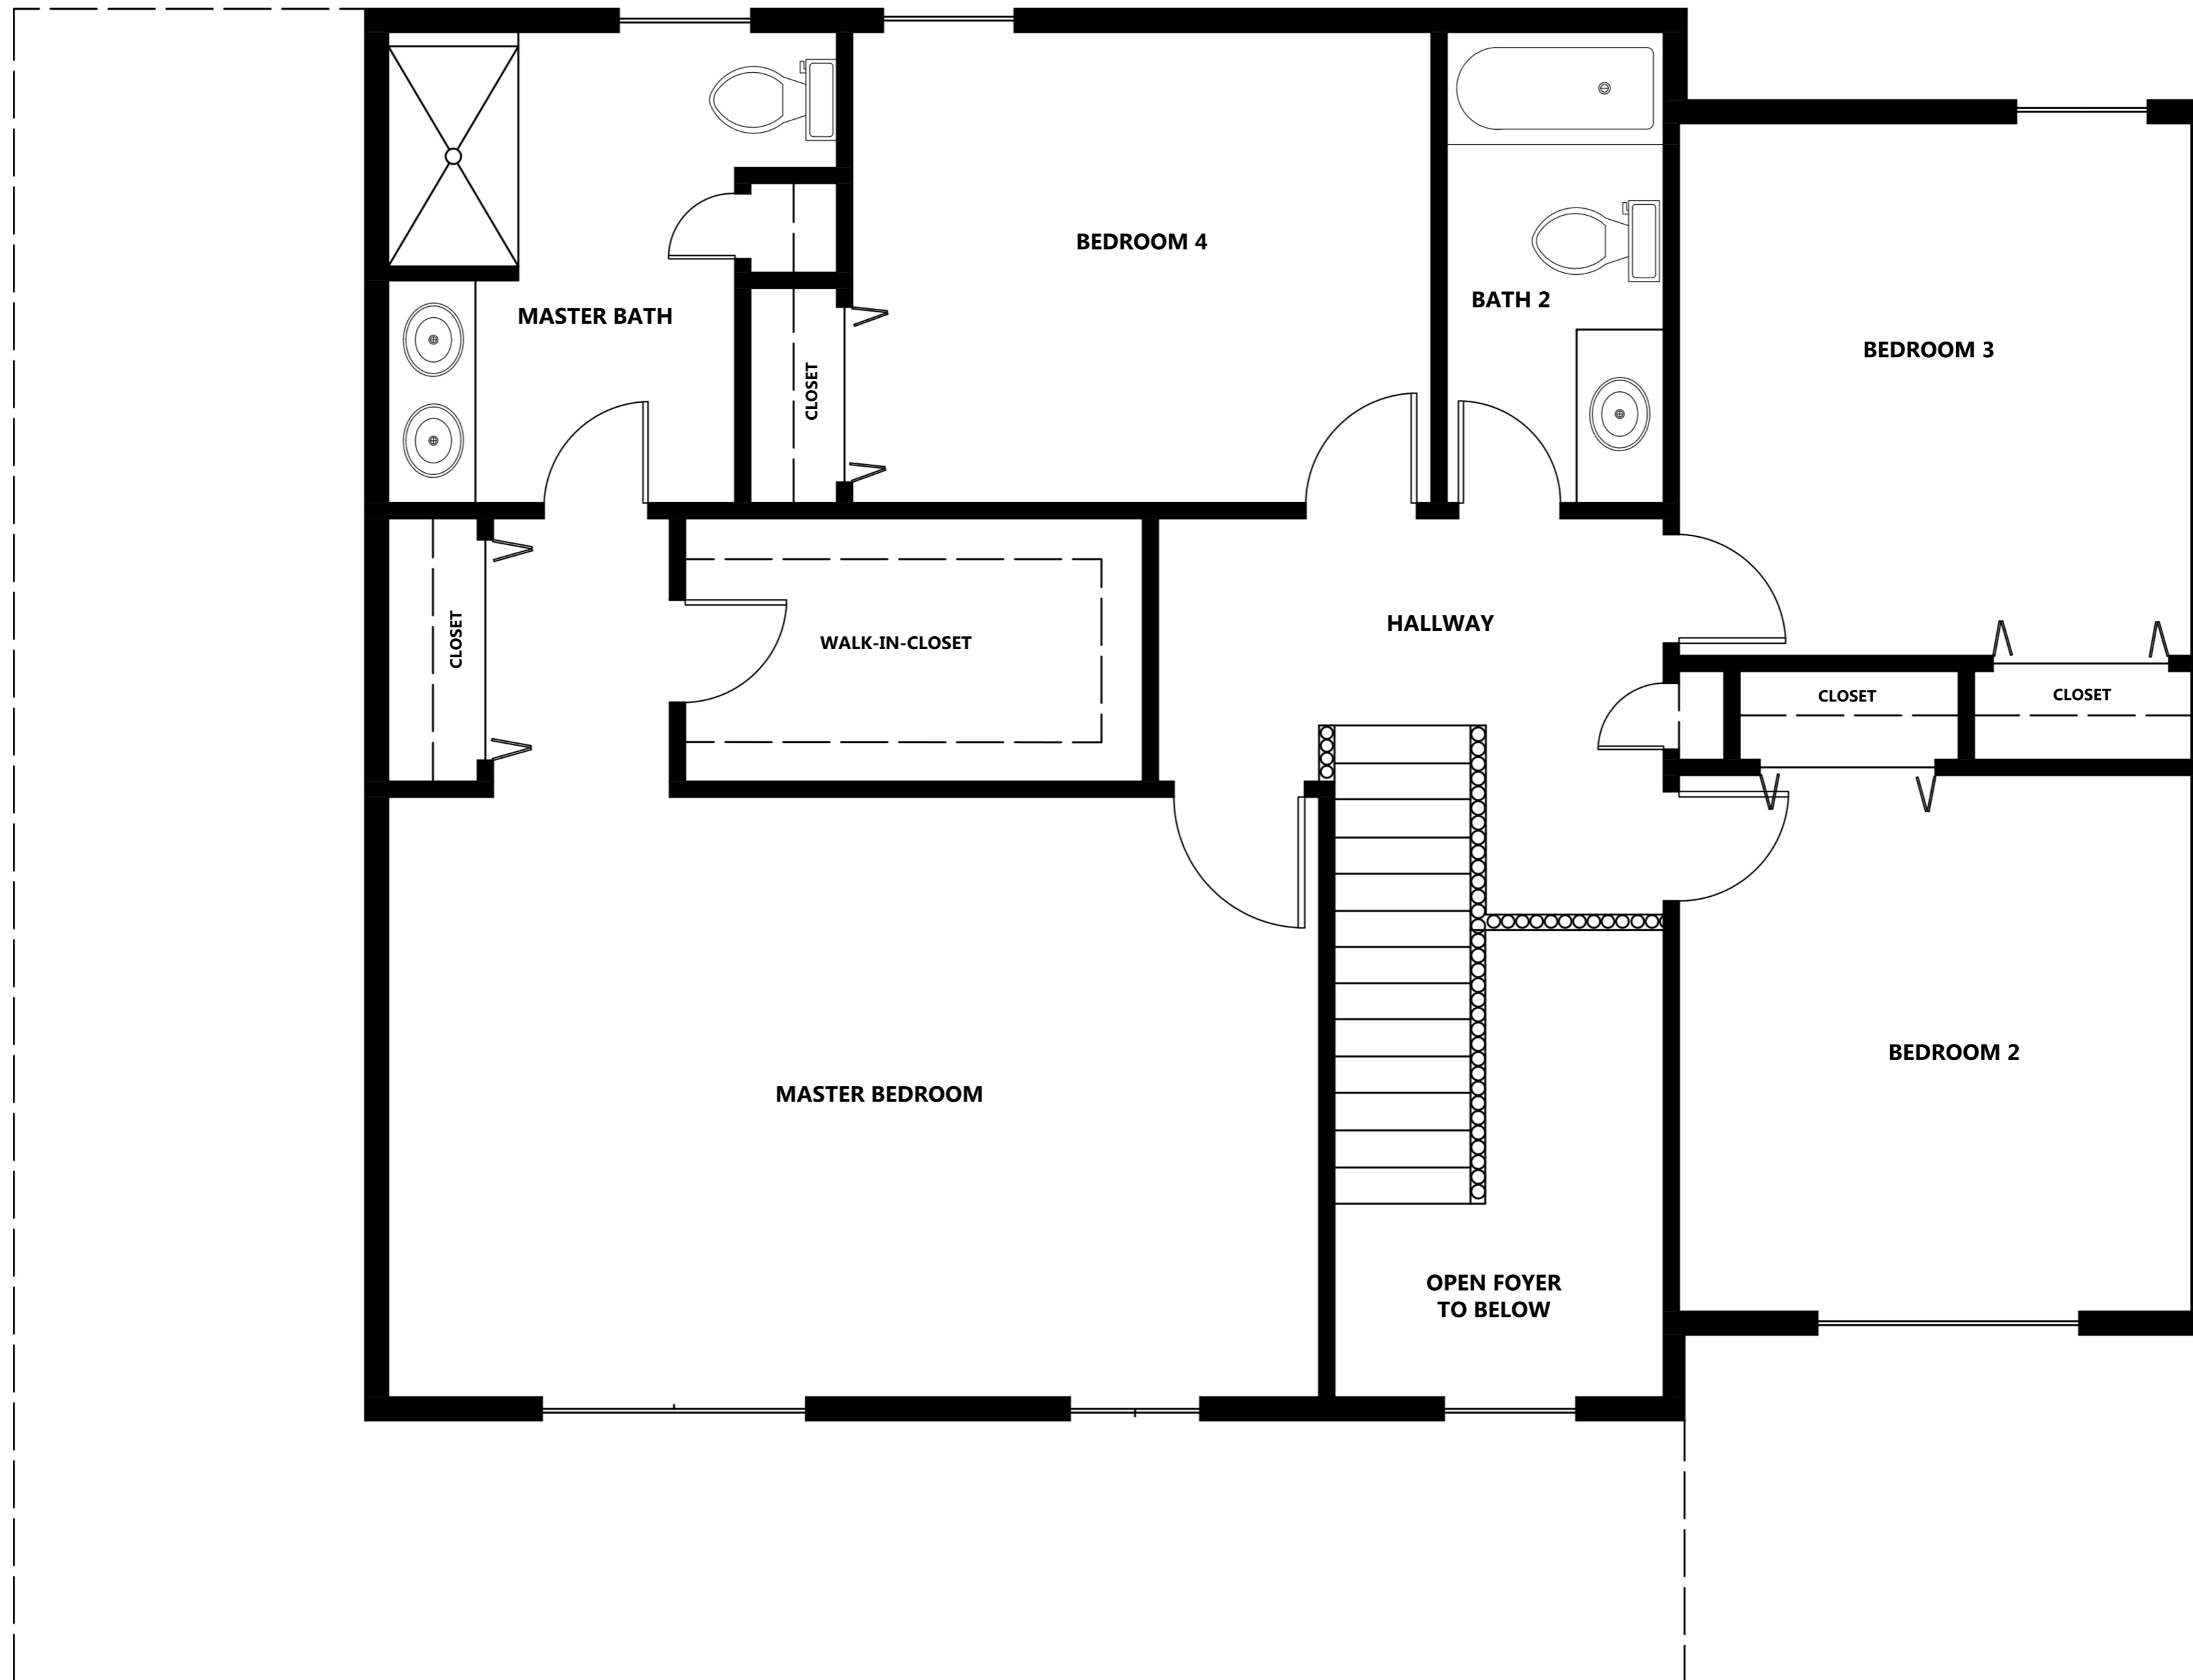 BEDROOM 4
BATH 2
MASTER BATH
BEDROOM 3
CLOSET
HALLWAY
CLOSET
WALK-IN-CLOSET
CLOSET
CLOSET
BEDROOM 2
MASTER BEDROOM
OPEN FOYER
TO BELOW